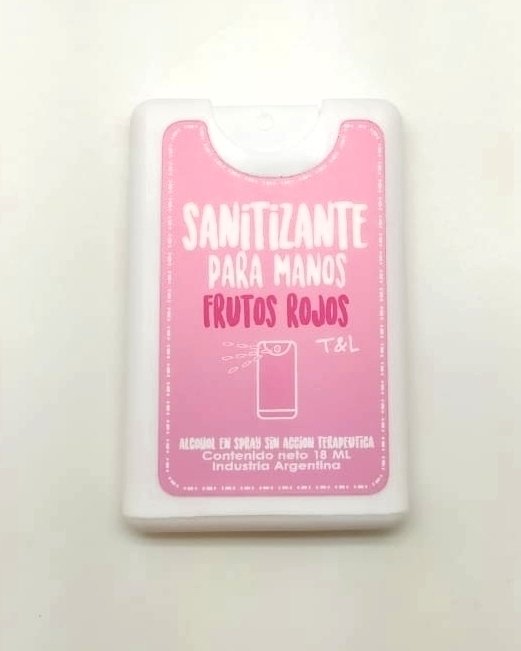 SANiTiZANTE
PARA MANOS
FRUTOS ROJOS
T&L
ALCOHOL EN SPRAY SIN ACCION TERAPEUTICA
Contenido neto 18 ML
Industria Argentina